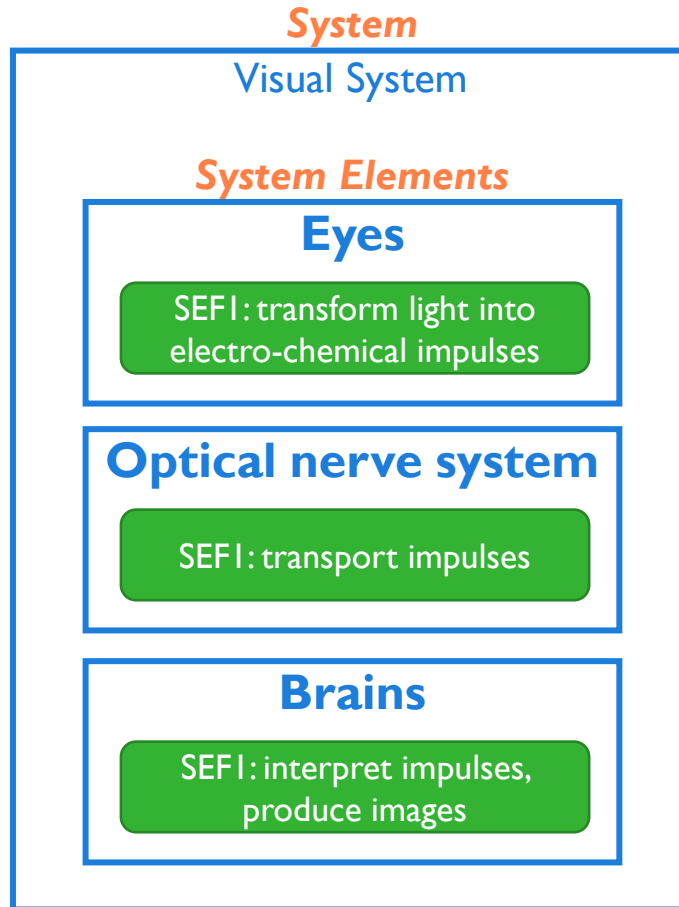 System
Visual System
System Elements
Eyes
SEF1: transform light into
electro-chemical impulses
Optical nerve system
SEF1: transport impulses
Brains
SEF1: interpret impulses,
produce images